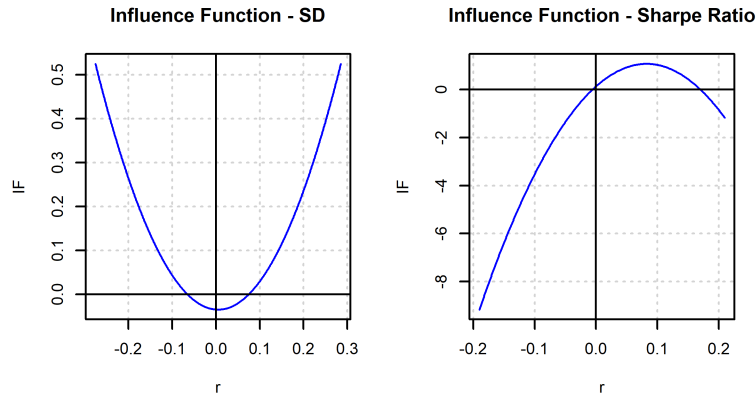 Influence Function - SD
IF
0.5
0.4
0.3
0.2
0.1
0.0
-0.2 -0.1 0.0 0.1 0.2 0.3
r
Influence Function - Sharpe Ratio
IF
0
-2
-4
-6
-8
-0.2 -0.1 0.0 0.1 0.2
r